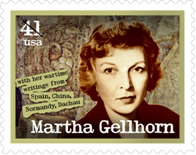 41
usa
with her wartime
writings from
Spain, China,
Normandy, Dachau
Martha Gellhorn